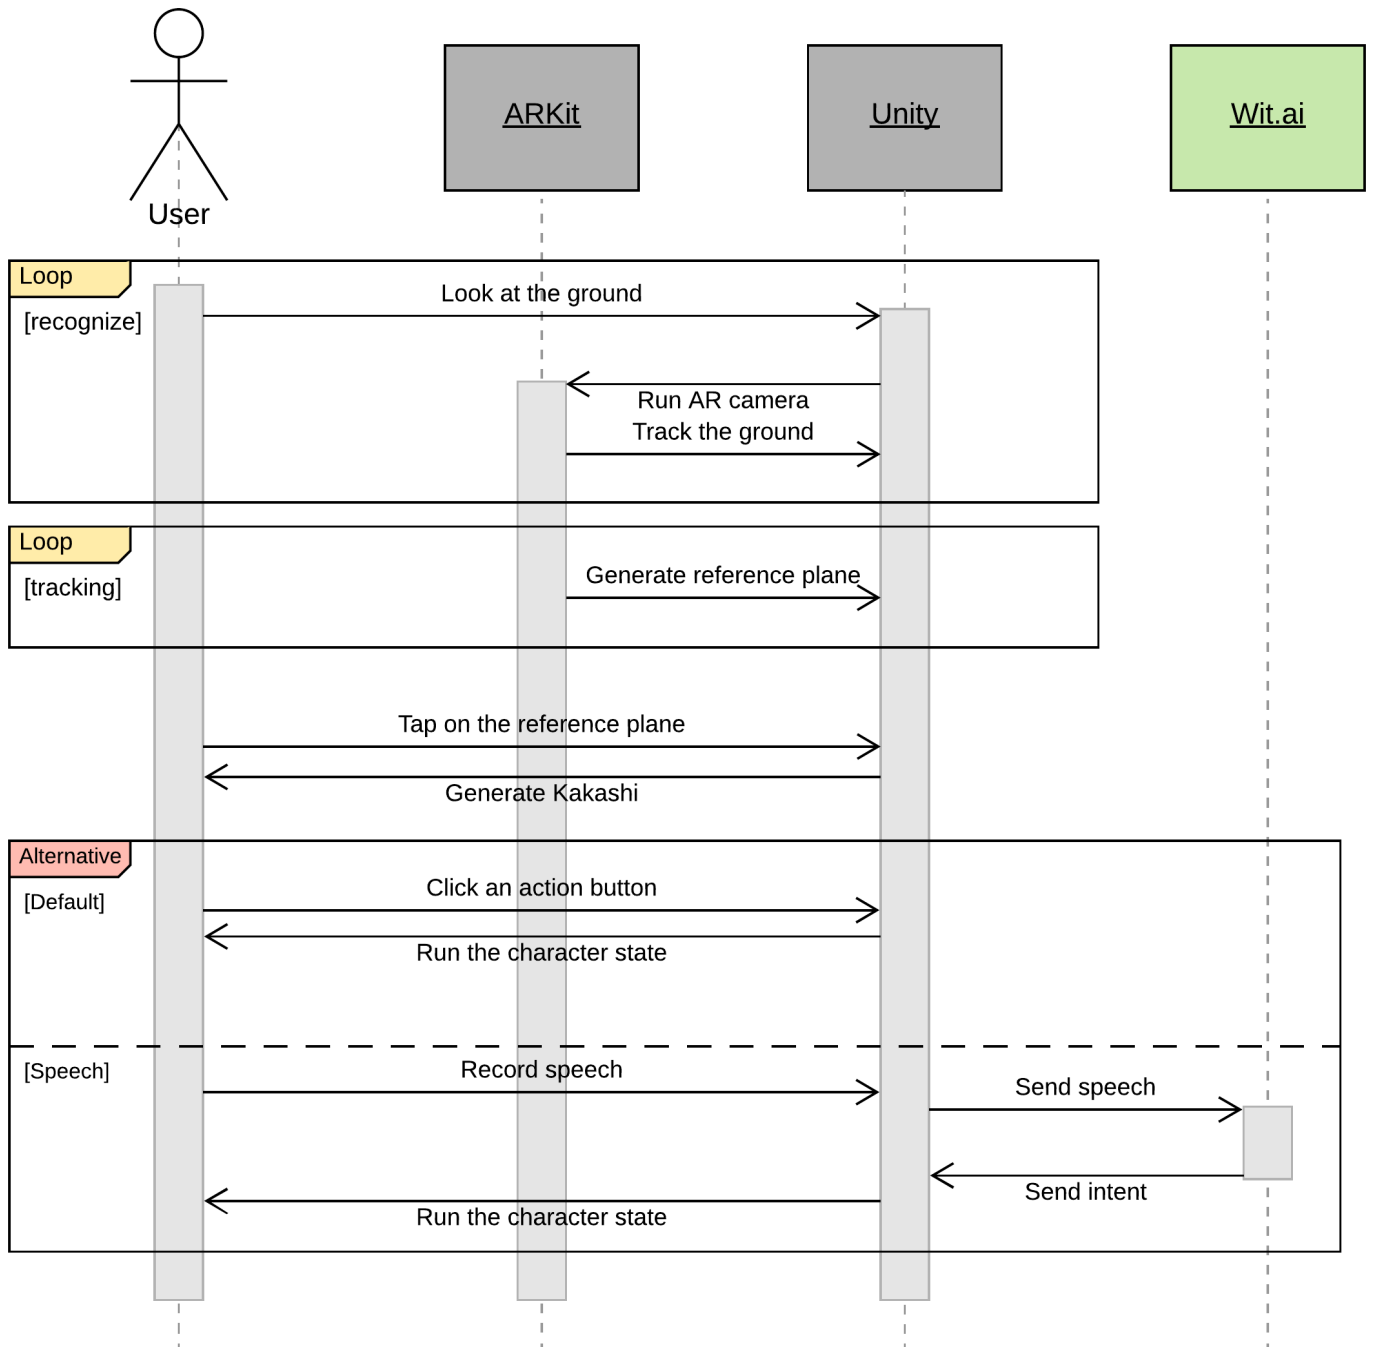 ARKit
Unity
Wit.ai
User
Loop
[recognize]
Look at the ground
Run AR camera
Track the ground
Loop
[tracking]
Generate reference plane
Tap on the reference plane
Generate Kakashi
Alternative
[Default]
Click an action button
Run the character state
[Speech]
Record speech
Send speech
Send intent
Run the character state